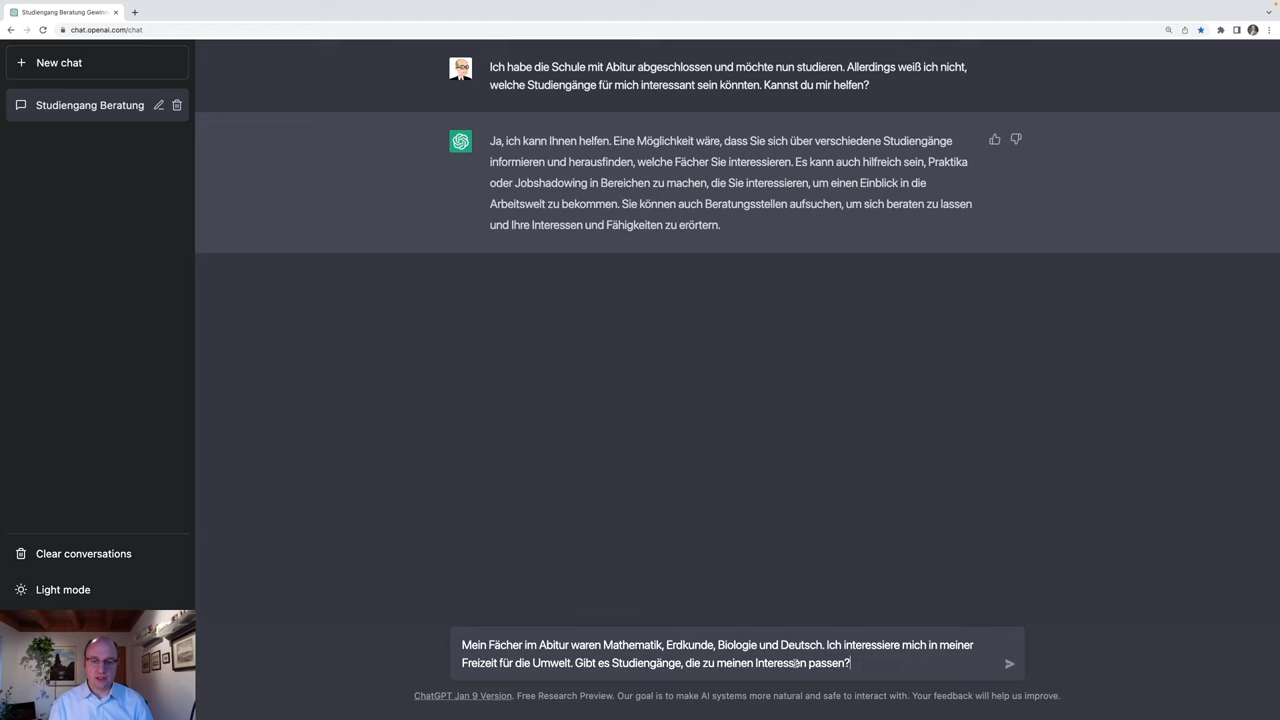 Studiengang Beratung Gewinn
chat.openai.com/chat
New chat
Studiengang Beratung
Ich habe die Schule mit Abitur abgeschlossen und möchte nun studieren. Allerdings weiß ich nicht,
welche Studiengänge für mich interessant sein könnten. Kannst du mir helfen?
Ja, ich kann Ihnen helfen. Eine Möglichkeit wäre, dass Sie sich über verschiedene Studiengänge
informieren und herausfinden, welche Fächer Sie interessieren. Es kann auch hilfreich sein, Praktika
oder Jobshadowing in Bereichen zu machen, die Sie interessieren, um einen Einblick in die
Arbeitswelt zu bekommen. Sie können auch Beratungsstellen aufsuchen, um sich beraten zu lassen
und Ihre Interessen und Fähigkeiten zu erörtern.
Clear conversations
Light mode
Mein Fächer im Abitur waren Mathematik, Erdkunde, Biologie und Deutsch. Ich interessiere mich in meiner
Freizeit für die Umwelt. Gibt es Studiengänge, die zu meinen Interessen passen?
ChatGPT Jan 9 Version. Free Research Preview. Our goal is to make AI systems more natural and safe to interact with. Your feedback will help us improve.